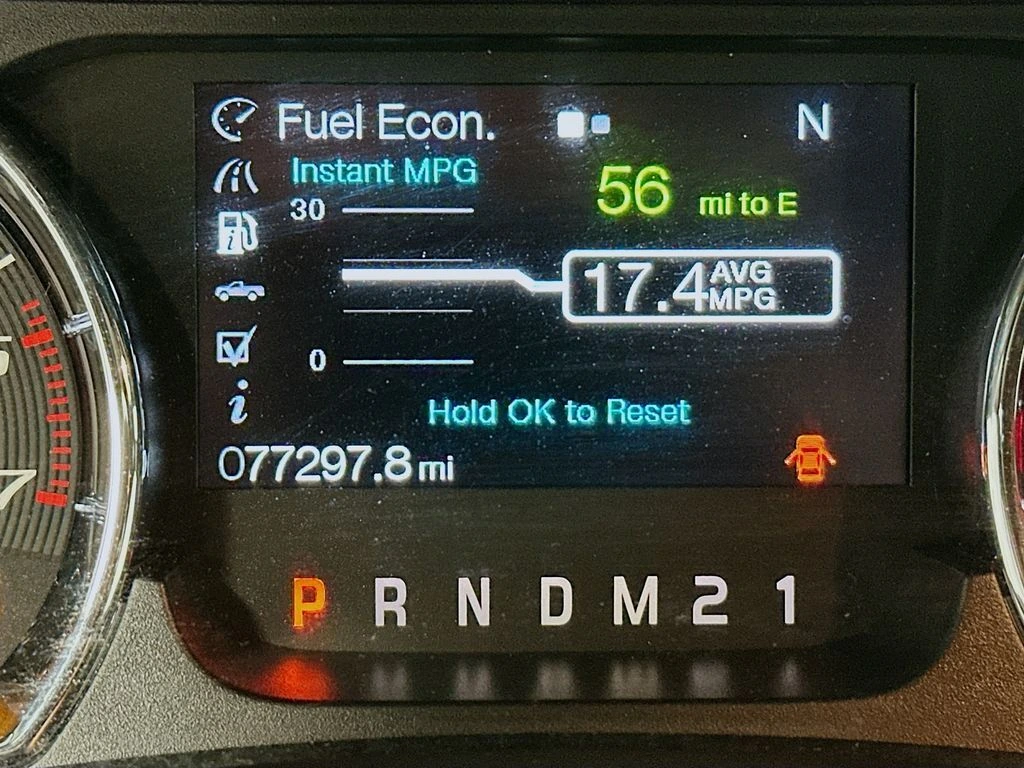 Fuel Econ. N
Instant MPG
56 mi to E
30
17.4 AVG MPG
0
Hold OK to Reset
077297.8 mi
P R N D M 2 1
7